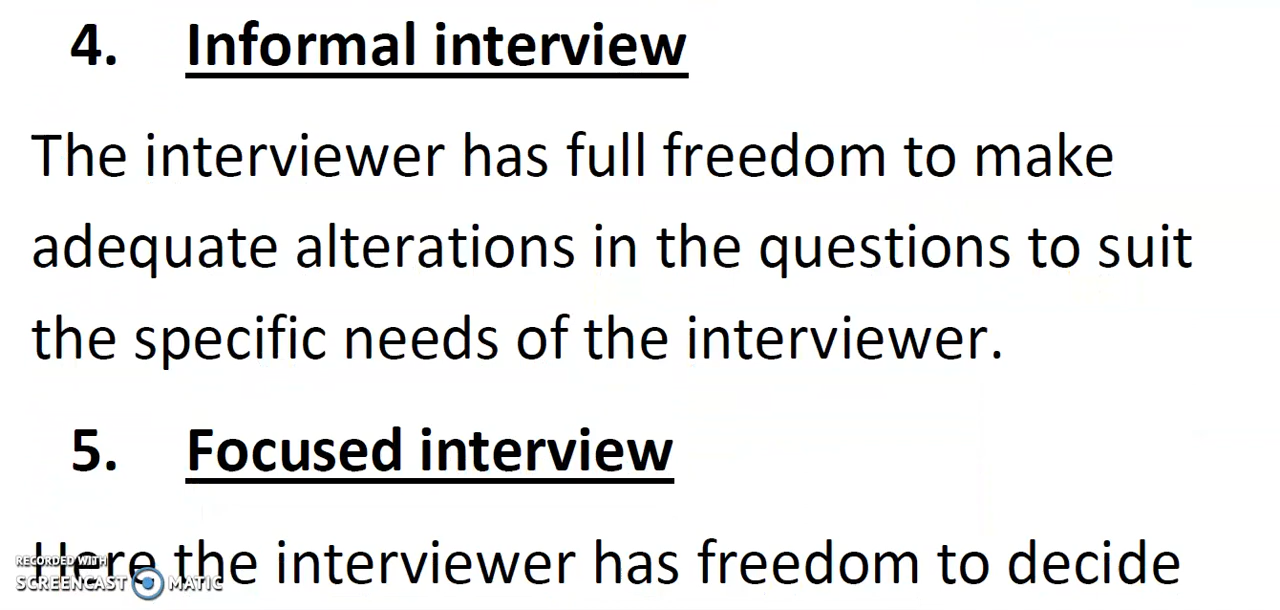 4. Informal interview
The interviewer has full freedom to make
adequate alterations in the questions to suit
the specific needs of the interviewer.
5. Focused interview
Here the interviewer has freedom to decide
RECORDED WITH
SCREENCAST MATIC